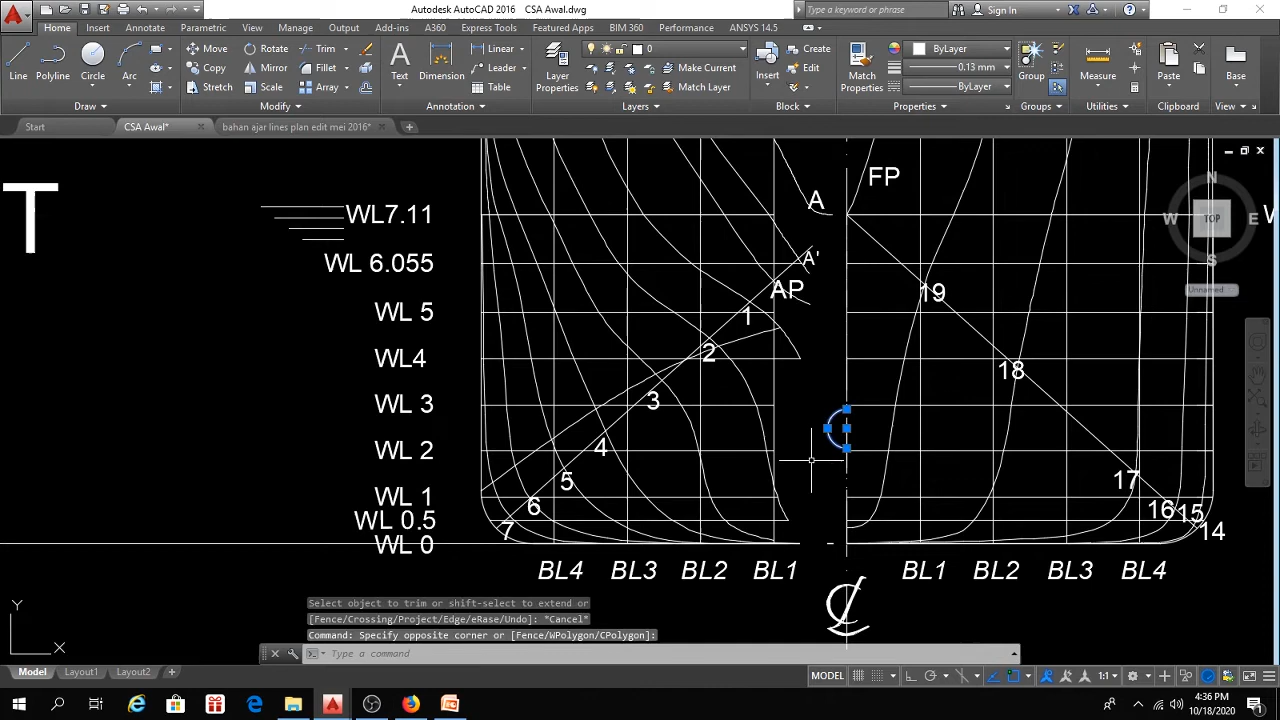 Autodesk AutoCAD 2016 CSA Awal.dwg
Type a keyword or phrase
Sign In
Home Insert Annotate Parametric View Manage Output Add-ins A360 Express Tools Featured Apps BIM 360 Performance ANSYS 14.5
Line
Polyline
Circle
Arc
Move
Copy
Stretch
Rotate
Mirror
Scale
Trim
Fillet
Array
Text
Dimension
Linear
Leader
Table
Layer
Properties
0
Make Current
Match Layer
Insert
Create
Edit
Match
Properties
ByLayer
0.13 mm
ByLayer
Group
Measure
Paste
Base
Draw
Modify
Annotation
Layers
Block
Properties
Groups
Utilities
Clipboard
View
Start
CSA Awal*
bahan ajar lines plan edit mei 2016*
T
WL7.11
WL 6.055
WL 5
WL4
WL 3
WL 2
WL 1
WL 0.5
WL 0
A
A'
AP
FP
1
2
3
4
5
6
7
19
18
17
16
15
14
BL4 BL3 BL2 BL1
BL1 BL2 BL3 BL4
W
N
W TOP E
S
Unnamed
Y
X
Select object to trim or shift-select to extend or
[Fence/Crossing/Project/Edge/eRase/Undo]: *Cancel*
Command: Specify opposite corner or [Fence/WPolygon/CPolygon]:
Type a command
Model Layout1 Layout2
MODEL
1:1
4:36 PM
10/18/2020
1